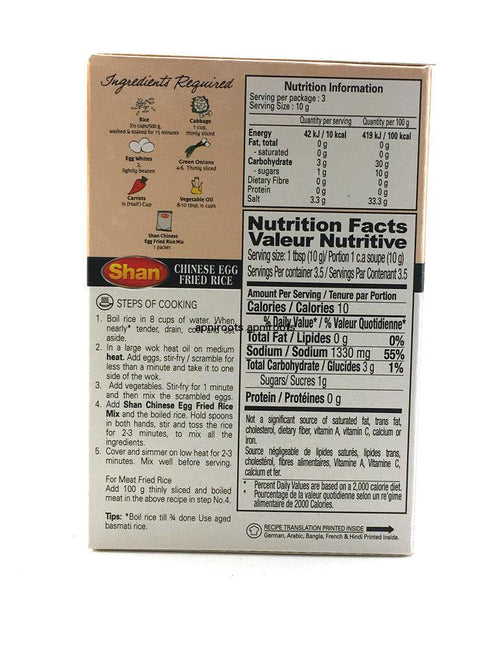 Ingredients Required
Rice
2½ cups/500 g,
washed & soaked for 15 minutes
Cabbage
1 cup,
thinly sliced
Egg Whites
2
lightly beaten
Green Onions
4-6, Thinly sliced
Carrots
½ (Half) Cup
Vegetable Oil
8-10 tbsp, ½ cups
Shan Chinese
Egg Fried Rice Mix
1 packet
Shan
CHINESE EGG
FRIED RICE
STEPS OF COOKING
1. Boil rice in 8 cups of water. When
nearly* tender, drain, set
aside.
2. In a large wok heat oil on medium
heat. Add eggs, stir-fry / scramble for
less than a minute and take it to one
side of the wok.
3. Add vegetables. Stir-fry for 1 minute
and then mix the scrambled eggs.
4. Add Shan Chinese Egg Fried Rice
Mix and the boiled rice. Hold spoons
in both hands, stir and toss the rice
for 2-3 minutes, to mix all the
ingredients.
5. Cover and simmer on low heat for 2-3
minutes. Mix well before serving.
For Meat Fried Rice
Add 100 g thinly sliced and boiled
meat in the above recipe in step No.4.
Tips: *Boil rice till ¾ done Use aged
basmati rice.
apniroots apniroots
Nutrition Information
Serving per package : 3
Serving Size : 10 g
Quantity per serving Quantity per 100 g
Energy 42 kJ / 10 kcal 419 kJ / 100 kcal
Fat, total 0 g 0 g
- saturated 0 g 0 g
Carbohydrate 3 g 30 g
- sugars 1 g 10 g
Dietary Fibre 0 g 0 g
Protein 0 g 0 g
Salt 3.3 g 33.3 g
Nutrition Facts
Valeur Nutritive
Serving size: 1 tbsp (10 g)/ Portion 1 c.a soupe (10 g)
Servings Per container 3.5 / Servings Par Contenant 3.5
Amount Per Serving / Tenure par Portion
Calories / Calories 10
% Daily Value* / % Valeur Quotidienne*
Total Fat / Lipides 0 g 0%
Sodium / Sodium 1330 mg 55%
Total Carbohydrate / Glucides 3 g 1%
Sugars/ Sucres 1g
Protein / Protéines 0 g
Not a significant source of saturated fat, trans fat,
cholesterol, dietary fiber, vitamin A, vitamin C, calcium or
iron.
Source négligeable de lipides saturés, lipides trans,
cholestérol, fibres alimentaires, Vitamine A, Vitamine C,
calcium et fer.
* Percent Daily Values are based on a 2,000 calorie diet.
* Pourcentage de la valeur quotidienne selon un re'gime
alimentaire de 2000 Calories.
RECIPE TRANSLATION PRINTED INSIDE
German, Arabic, Bangla, French & Hindi Printed inside.